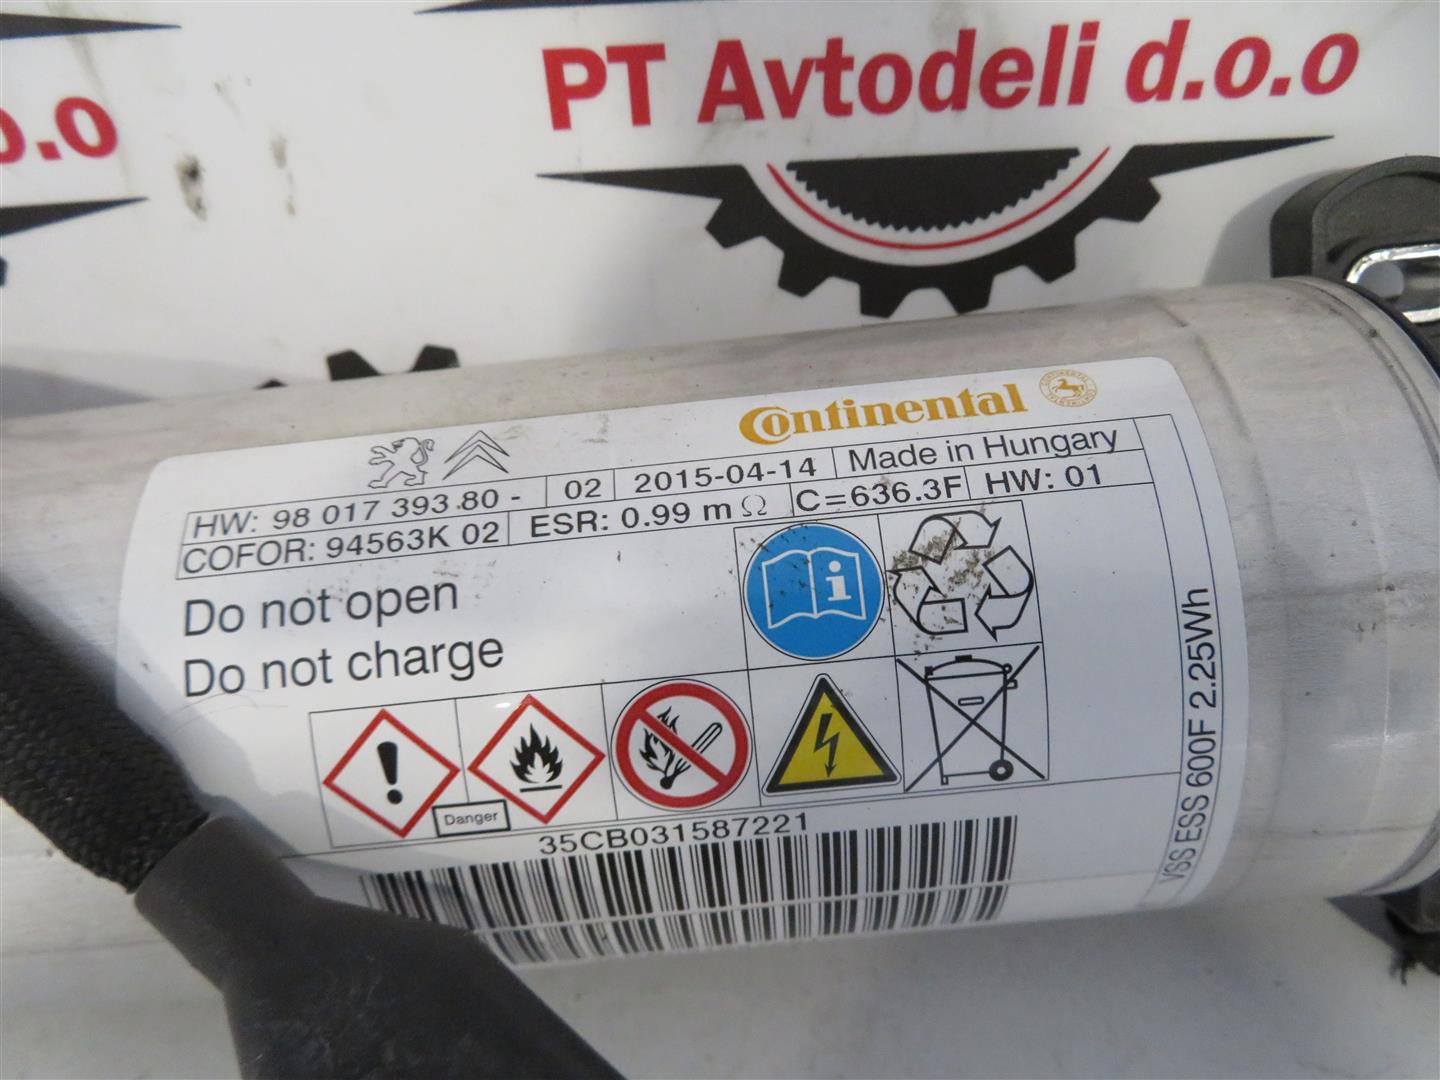 PT Avtodeli d.o.o
o.o
Continental
HW: 98 017 393.80 - 02 2015-04-14 Made in Hungary
COFOR: 94563K 02 ESR: 0.99 m Ω C=636.3F HW: 01
Do not open
Do not charge
Danger
35CB031587221
VSS ESS 600F 2.25Wh